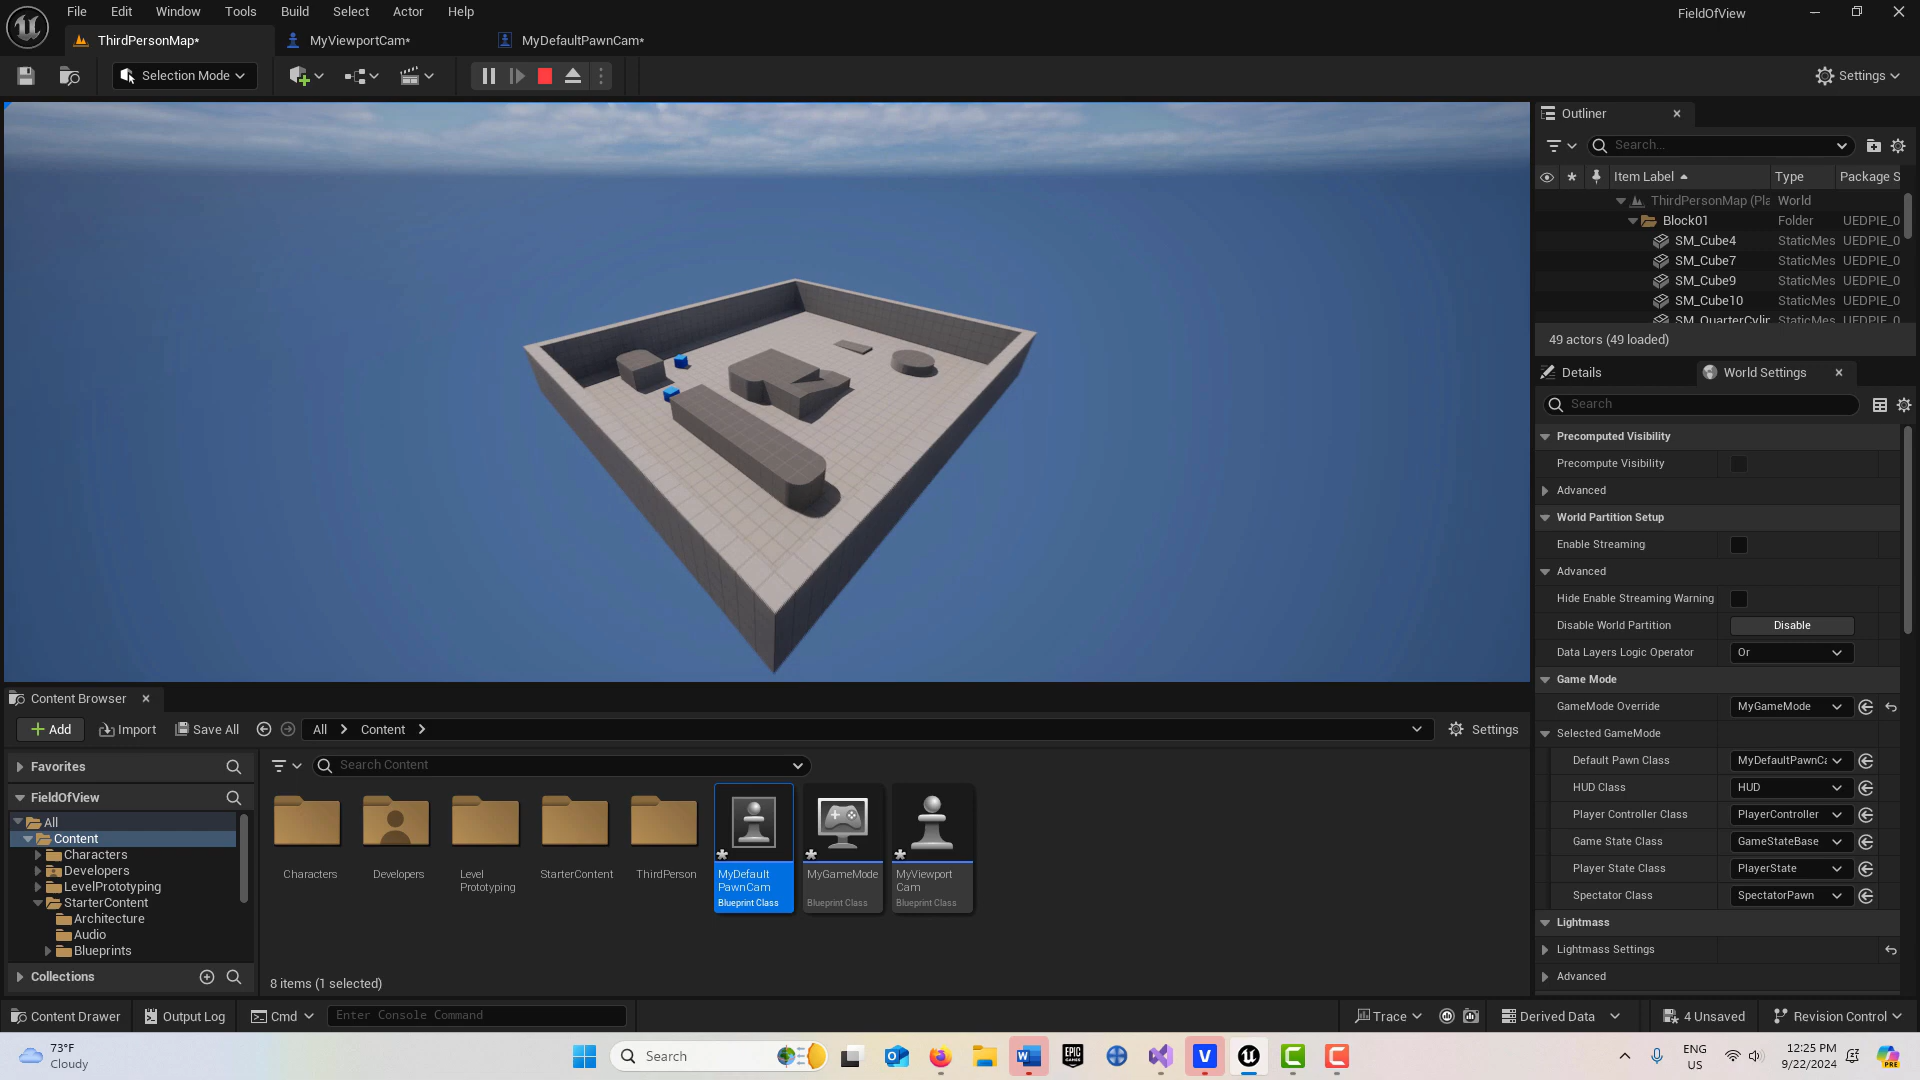 File Edit Window Tools Build Select Actor Help
FieldOfView
ThirdPersonMap* MyViewportCam* MyDefaultPawnCam*
Selection Mode
Settings
Outliner
Search...
Item Label Type Package S
ThirdPersonMap (Pla World
Block01 Folder UEDPIE_0
SM_Cube4 StaticMes UEDPIE_0
SM_Cube7 StaticMes UEDPIE_0
SM_Cube9 StaticMes UEDPIE_0
SM_Cube10 StaticMes UEDPIE_0
SM_QuarterCylin StaticMes UEDPIE_0
49 actors (49 loaded)
Details World Settings
Search
Precomputed Visibility
Precompute Visibility
Advanced
World Partition Setup
Enable Streaming
Advanced
Hide Enable Streaming Warning
Disable World Partition Disable
Data Layers Logic Operator Or
Game Mode
GameMode Override MyGameMode
Selected GameMode
Default Pawn Class MyDefaultPawnCa
HUD Class HUD
Player Controller Class PlayerController
Game State Class GameStateBase
Player State Class PlayerState
Spectator Class SpectatorPawn
Lightmass
Lightmass Settings
Advanced
Content Browser
Add Import Save All All Content Settings
Favorites
FieldOfView
All
Content
Characters
Developers
LevelPrototyping
StarterContent
Architecture
Audio
Blueprints
Collections
Search Content
Characters
Developers
Level
Prototyping
StarterContent
ThirdPerson
MyDefault
PawnCam
Blueprint Class
MyGameMode
Blueprint Class
MyViewport
Cam
Blueprint Class
8 items (1 selected)
Content Drawer Output Log Cmd Enter Console Command Trace Derived Data 4 Unsaved Revision Control
73°F
Cloudy
Search
EPIC
GAMES
ENG
US
12:25 PM
9/22/2024
PRE